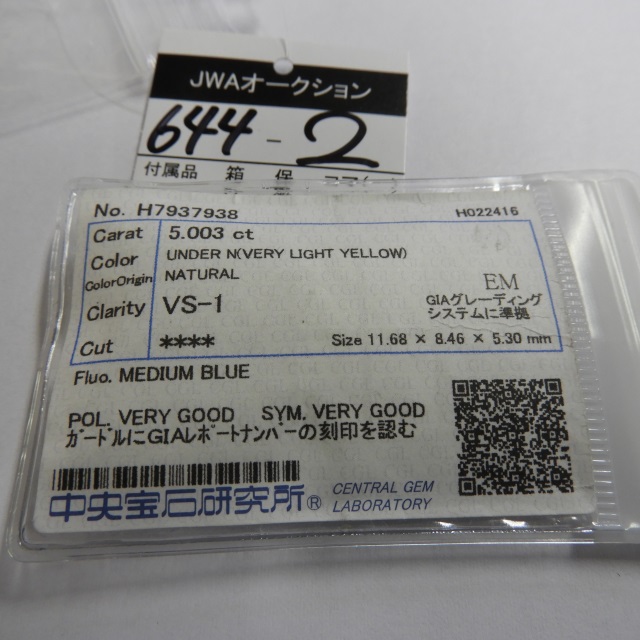 JWAオークション
644-2
付属品 箱 保
No. H7937938 H022416
Carat 5.003 ct
Color UNDER N(VERY LIGHT YELLOW)
ColorOrigin NATURAL
Clarity VS-1 EM
GIAグレーディング
システムに準拠
Cut **** Size 11.68 × 8.46 × 5.30 mm
Fluo. MEDIUM BLUE
POL. VERY GOOD SYM. VERY GOOD
ガードルにGIAレポートナンバーの刻印を認む
中央宝石研究所® CENTRAL GEM
LABORATORY